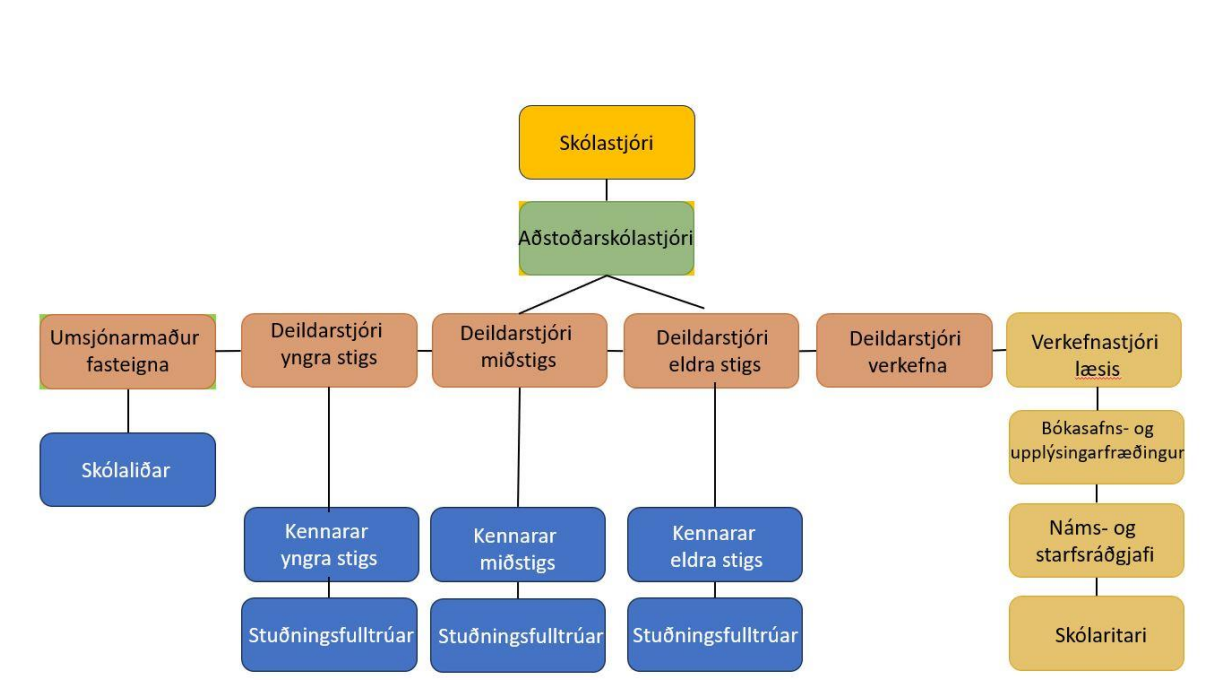 Skólastjóri
Aðstoðarskólastjóri
Umsjónarmaður
fasteigna
Deildarstjóri
yngra stigs
Deildarstjóri
miðstigs
Deildarstjóri
eldra stigs
Deildarstjóri
verkefna
Verkefnastjóri
læsis
Skólaliðar
Bókasafns- og
upplýsingarfræðingur
Kennarar
yngra stigs
Kennarar
miðstigs
Kennarar
eldra stigs
Náms- og
starfsráðgjafi
Stuðningsfulltrúar
Stuðningsfulltrúar
Stuðningsfulltrúar
Skólaritari